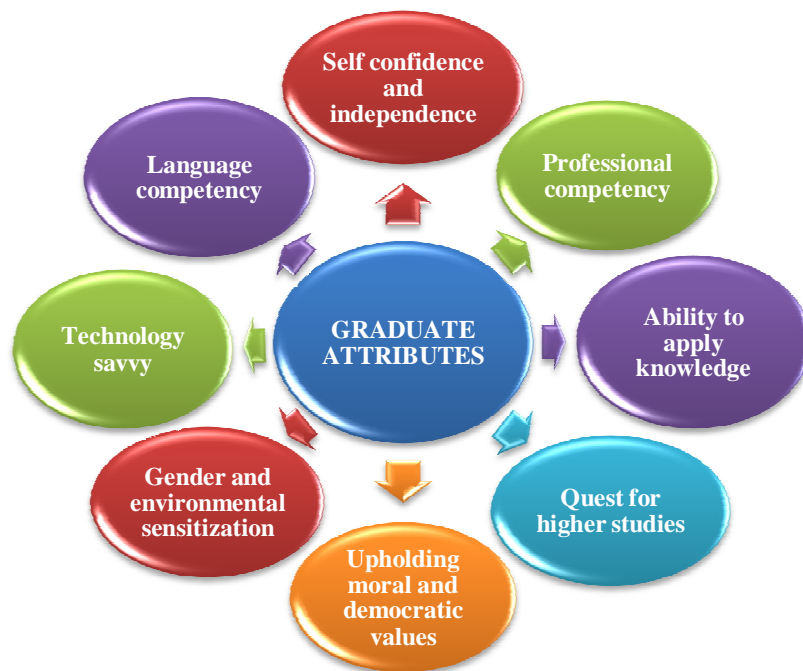 Self confidence
and
independence
Professional
competency
Ability to
apply
knowledge
Quest for
higher studies
Upholding
moral and
democratic
values
Gender and
environmental
sensitization
Technology
savvy
Language
competency
GRADUATE
ATTRIBUTES